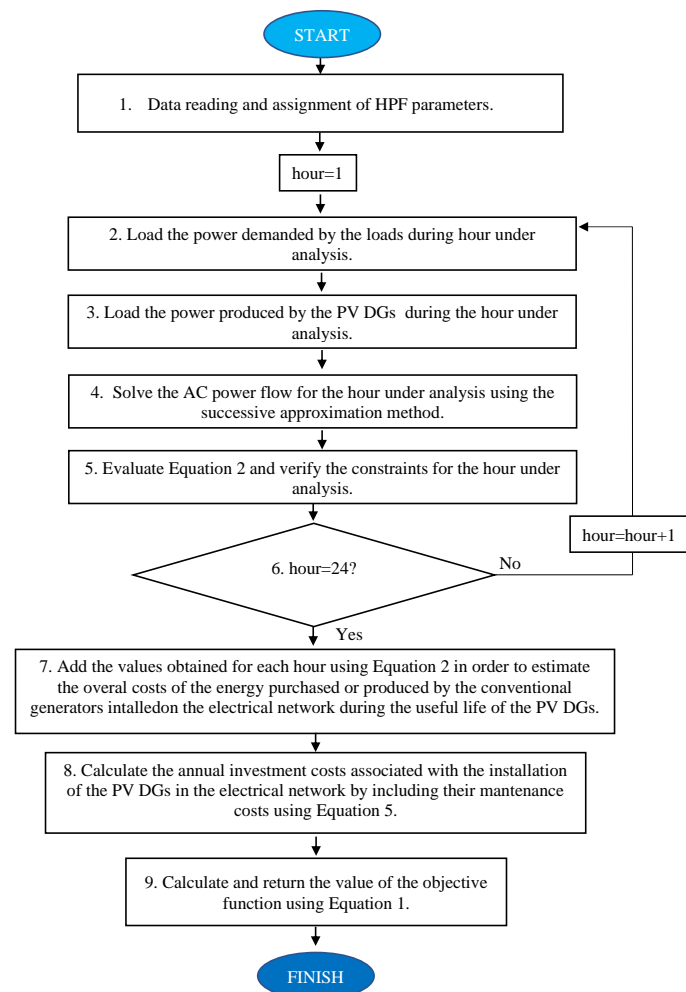 START
1. Data reading and assignment of HPF parameters.
hour=1
2. Load the power demanded by the loads during hour under
analysis.
3. Load the power produced by the PV DGs during the hour under
analysis.
4. Solve the AC power flow for the hour under analysis using the
successive approximation method.
5. Evaluate Equation 2 and verify the constraints for the hour under
analysis.
hour=hour+1
6. hour=24?
No
Yes
7. Add the values obtained for each hour using Equation 2 in order to estimate
the overal costs of the energy purchased or produced by the conventional
generators intalledon the electrical network during the useful life of the PV DGs.
8. Calculate the annual investment costs associated with the installation
of the PV DGs in the electrical network by including their mantenance
costs using Equation 5.
9. Calculate and return the value of the objective
function using Equation 1.
FINISH